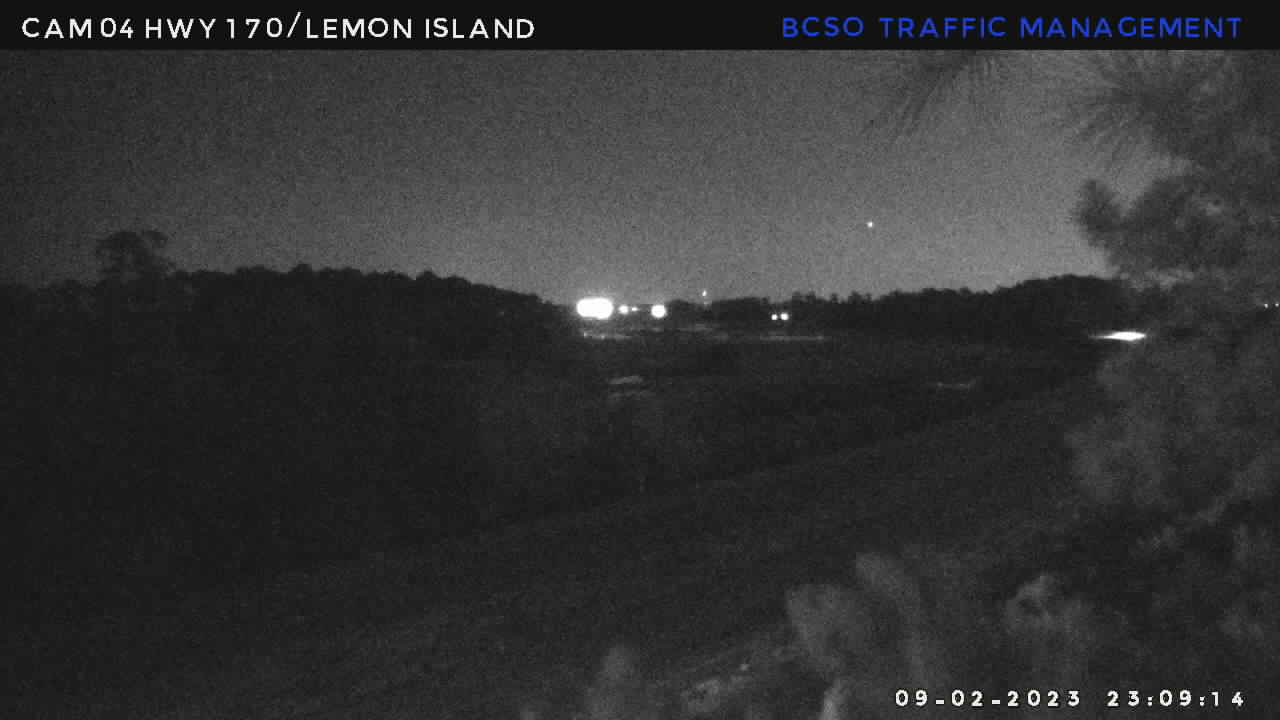 CAM04 HWY 170/LEMON ISLAND
BCSO TRAFFIC MANAGEMENT
09-02-2023 23:09:14